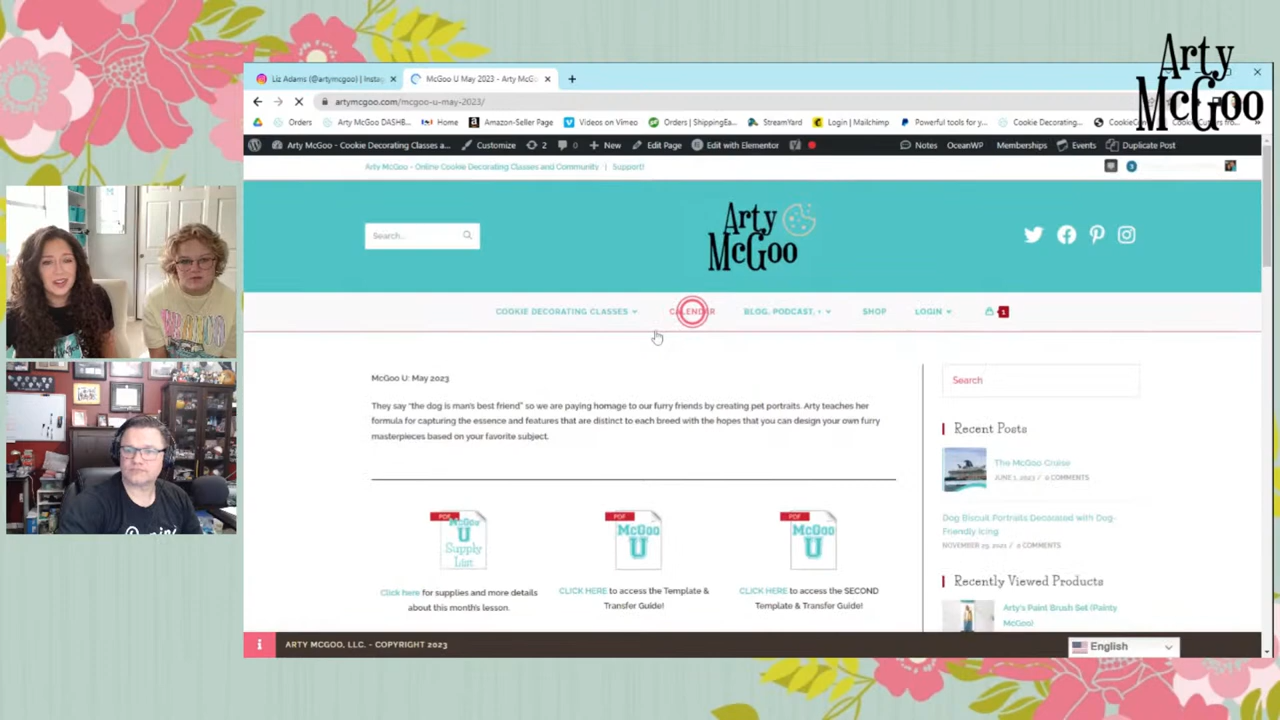 Arty
McGoo
Liz Adams (@artymcgoo) | Insta
McGoo U May 2023 - Arty McGo
artymcgoo.com/mcgoo-u-may-2023/
Orders
Arty McGoo DASHB...
Home
Amazon-Seller Page
Videos on Vimeo
Orders | ShippingEa...
StreamYard
Login | Mailchimp
Powerful tools for y...
Cookie Decorating...
Arty McGoo - Cookie Decorating Classes a...
Customize
2
0
New
Edit Page
Edit with Elementor
Notes
OceanWP
Memberships
Events
Duplicate Post
Arty McGoo - Online Cookie Decorating Classes and Community | Support!
3
Search...
Arty
McGoo
COOKIE DECORATING CLASSES
CALENDAR
BLOG, PODCAST, +
SHOP
LOGIN
1
McGoo U: May 2023
They say "the dog is man's best friend" so we are paying homage to our furry friends by creating pet portraits. Arty teaches her
formula for capturing the essence and features that are distinct to each breed with the hopes that you can design your own furry
masterpieces based on your favorite subject.
PDF
McGoo
U
Supply
List
Click here for supplies and more details
about this month's lesson.
PDF
McGoo
U
CLICK HERE to access the Template &
Transfer Guide!
PDF
McGoo
U
CLICK HERE to access the SECOND
Template & Transfer Guide!
Search
Recent Posts
The McGoo Cruise
JUNE 1, 2023 / 0 COMMENTS
Dog Biscuit Portraits Decorated with Dog-
Friendly Icing
NOVEMBER 29, 2021 / 0 COMMENTS
Recently Viewed Products
Arty's Paint Brush Set (Painty
McGoo)
i
ARTY MCGOO, LLC. - COPYRIGHT 2023
English